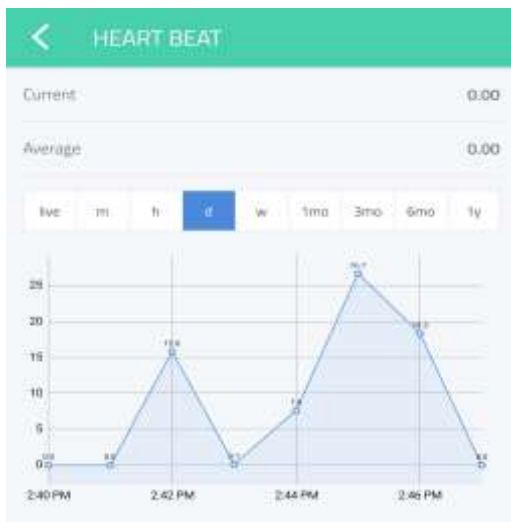 HEART BEAT
Current 0.00
Average 0.00
live m h d w 1mo 3mo 6mo 1y
25
20
15
10
5
0
2:40 PM 2:42 PM 2:44 PM 2:46 PM